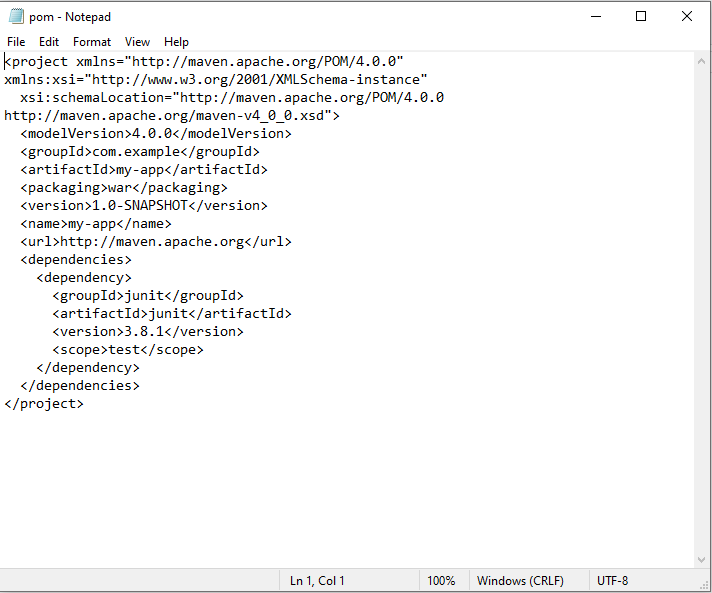 pom - Notepad
File Edit Format View Help
<project xmlns="http://maven.apache.org/POM/4.0.0"
xmlns:xsi="http://www.w3.org/2001/XMLSchema-instance"
  xsi:schemaLocation="http://maven.apache.org/POM/4.0.0
http://maven.apache.org/maven-v4_0_0.xsd">
  <modelVersion>4.0.0</modelVersion>
  <groupId>com.example</groupId>
  <artifactId>my-app</artifactId>
  <packaging>war</packaging>
  <version>1.0-SNAPSHOT</version>
  <name>my-app</name>
  <url>http://maven.apache.org</url>
  <dependencies>
    <dependency>
      <groupId>junit</groupId>
      <artifactId>junit</artifactId>
      <version>3.8.1</version>
      <scope>test</scope>
    </dependency>
  </dependencies>
</project>
Ln 1, Col 1 100% Windows (CRLF) UTF-8